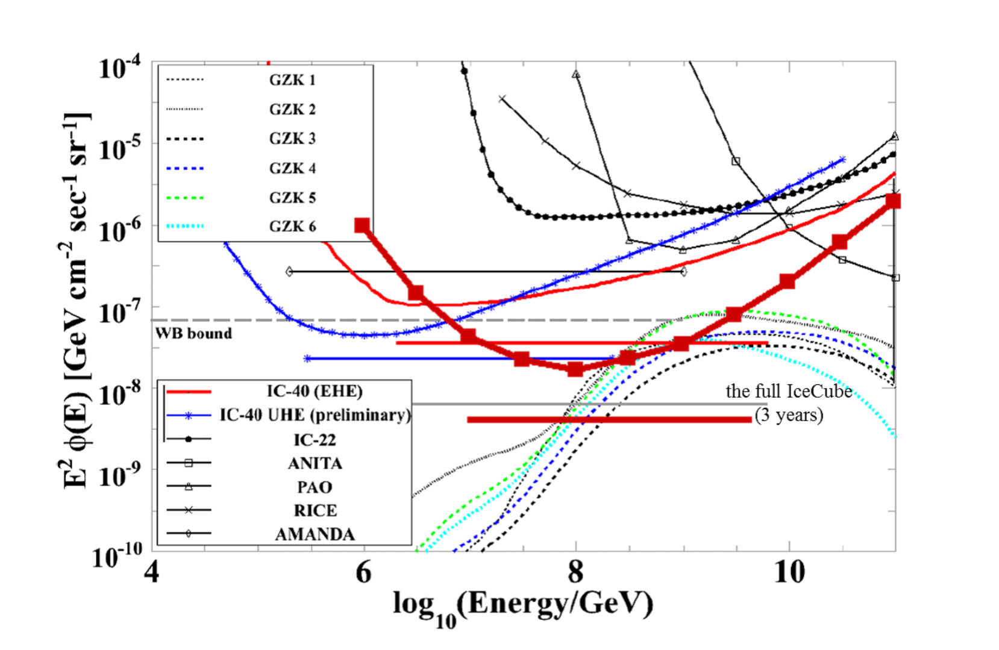 10-4
10-5
10-6
10-7
10-8
10-9
10-10
E2 ϕ(E) [GeV cm-2 sec-1 sr-1]
GZK 1
GZK 2
GZK 3
GZK 4
GZK 5
GZK 6
WB bound
IC-40 (EHE)
IC-40 UHE (preliminary)
IC-22
ANITA
PAO
RICE
AMANDA
the full IceCube
(3 years)
4 6 8 10
log10(Energy/GeV)